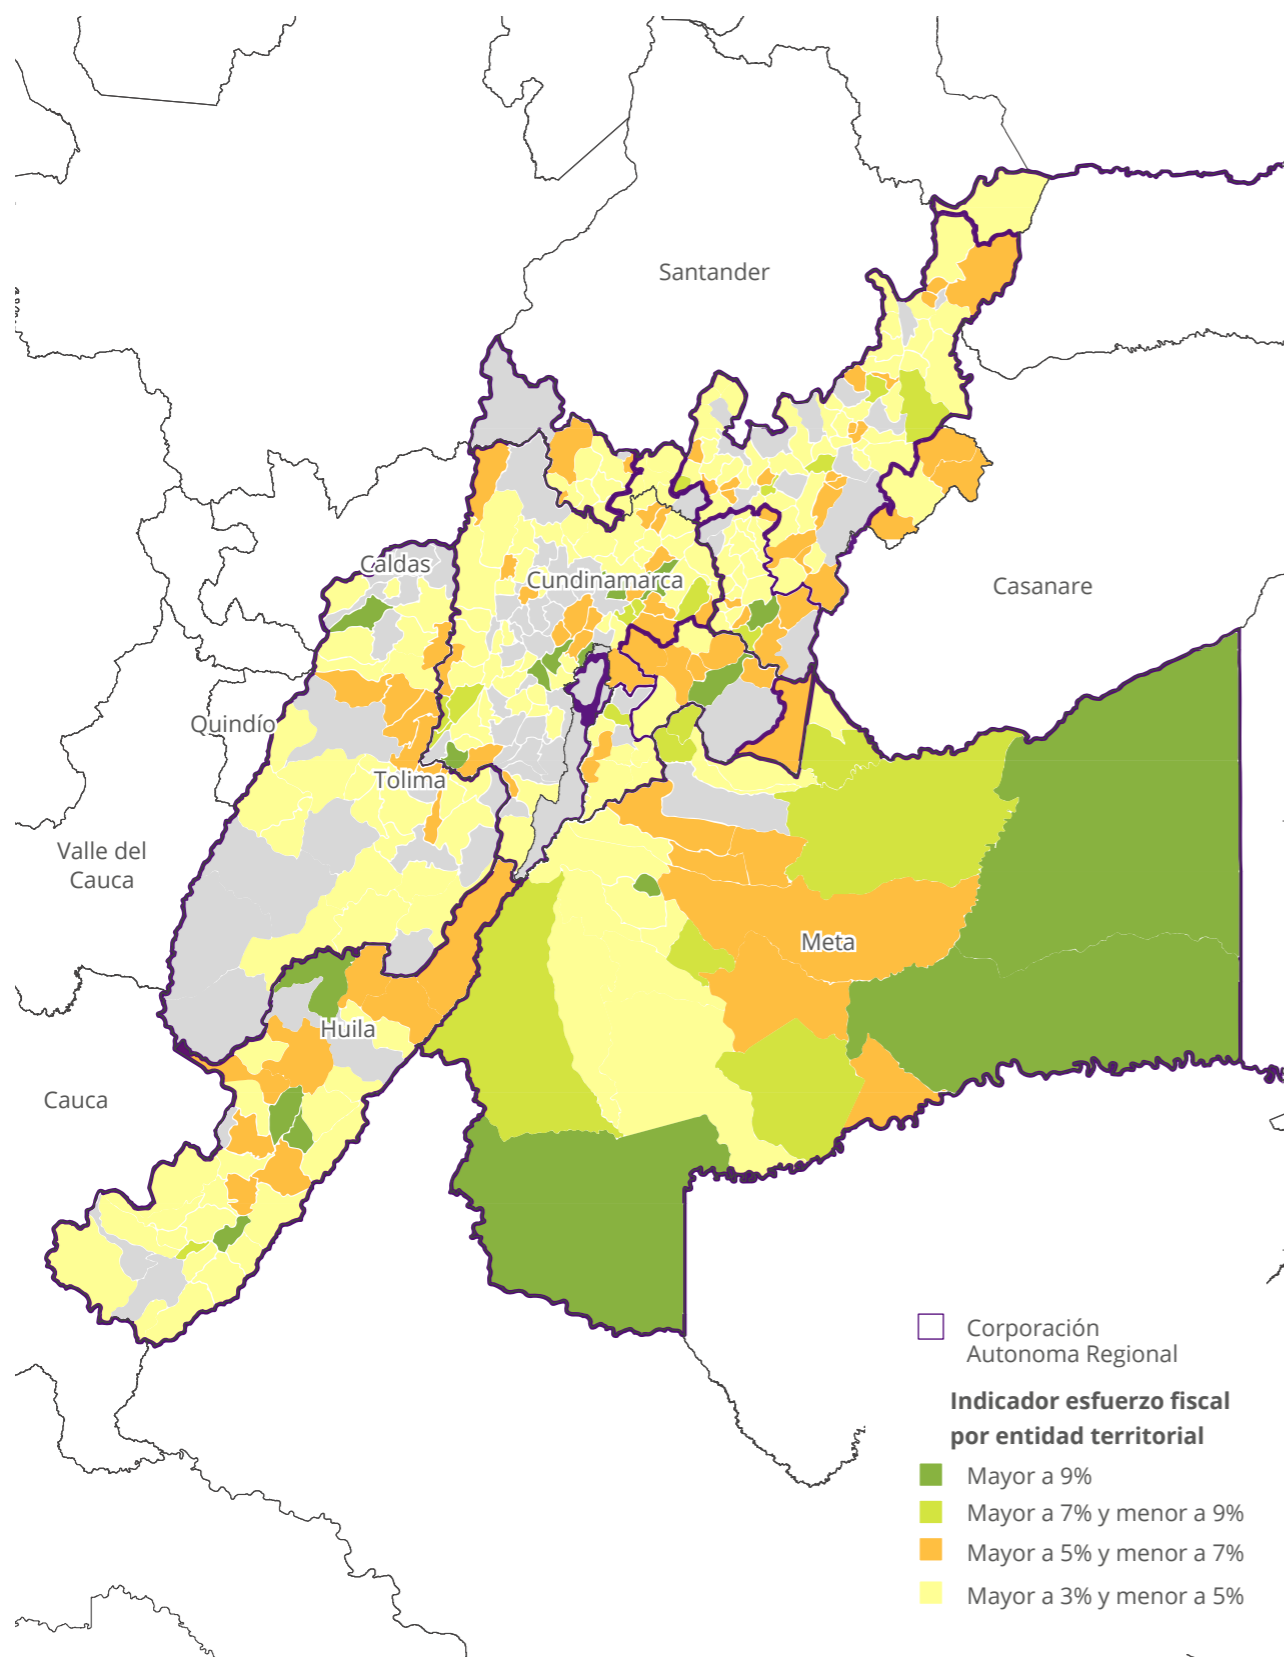 Santander
Caldas
Cundinamarca
Casanare
Quindío
Tolima
Valle del
Cauca
Meta
Huila
Cauca
Corporación
Autonoma Regional
Indicador esfuerzo fiscal
por entidad territorial
Mayor a 9%
Mayor a 7% y menor a 9%
Mayor a 5% y menor a 7%
Mayor a 3% y menor a 5%